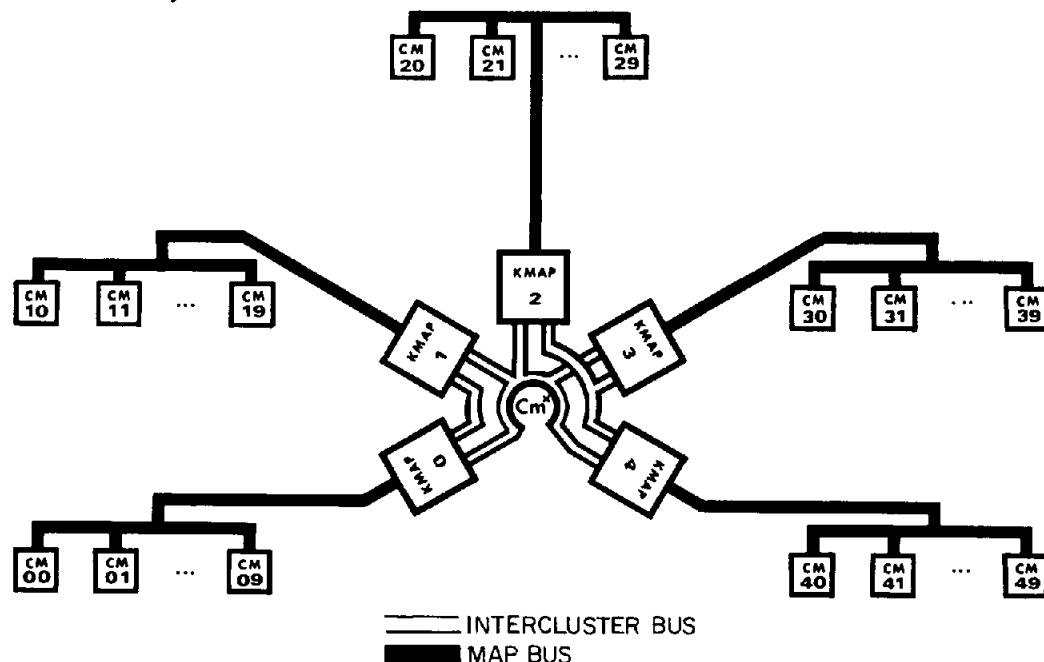 CM 20
CM 21
...
CM 29
CM 10
CM 11
...
CM 19
KMAP 2
CM 30
CM 31
...
CM 39
KMAP 1
KMAP 3
Cm*
KMAP 0
KMAP 4
CM 00
CM 01
...
CM 09
CM 40
CM 41
...
CM 49
INTERCLUSTER BUS
MAP BUS